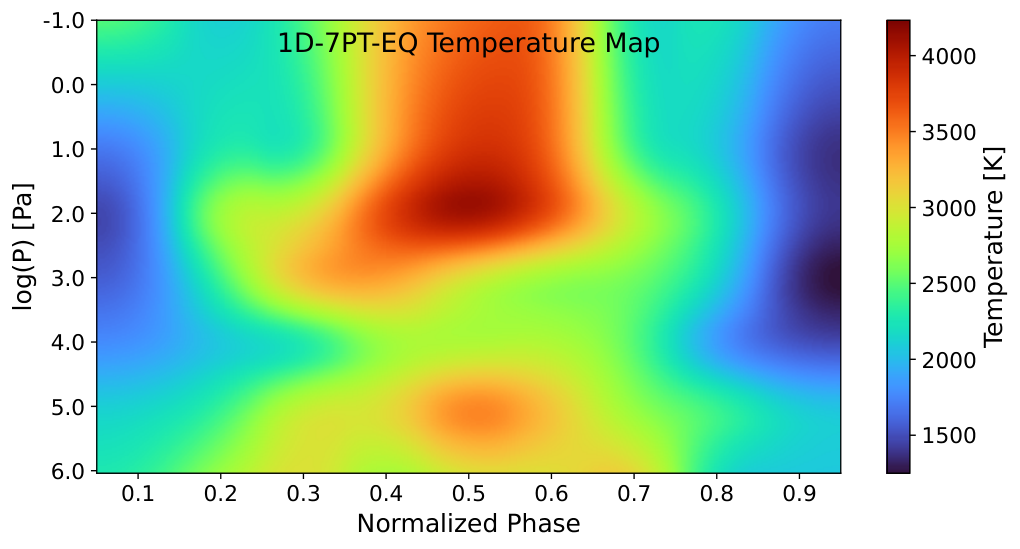 1D-7PT-EQ Temperature Map
-1.0
0.0
1.0
2.0
3.0
4.0
5.0
6.0
log(P) [Pa]
0.1 0.2 0.3 0.4 0.5 0.6 0.7 0.8 0.9
Normalized Phase
4000
3500
3000
2500
2000
1500
Temperature [K]